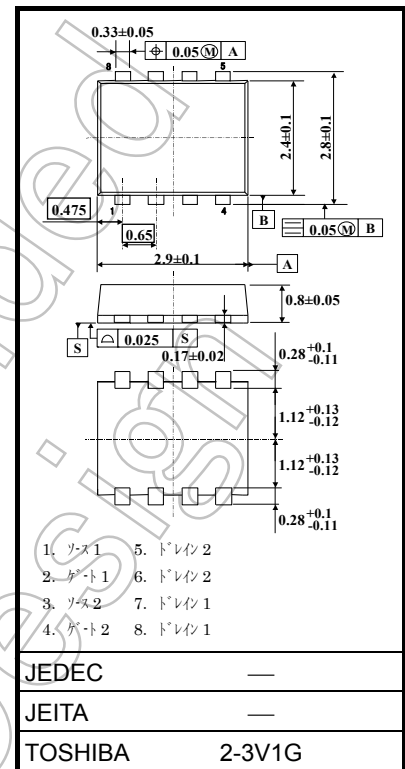 0.33±0.05
⌖ 0.05Ⓜ A
8 5
2.4±0.1
2.8±0.1
0.475
1 4
B
0.65
⌯ 0.05Ⓜ B
2.9±0.1
A
0.8±0.05
S
⌓ 0.025 S
0.17±0.02
0.28 +0.1 -0.11
1.12 +0.13 -0.12
1.12 +0.13 -0.12
0.28 +0.1 -0.11
1. ソース1 5. ドレイン2
2. ゲート1 6. ドレイン2
3. ソース2 7. ドレイン1
4. ゲート2 8. ドレイン1
JEDEC —
JEITA —
TOSHIBA 2-3V1G